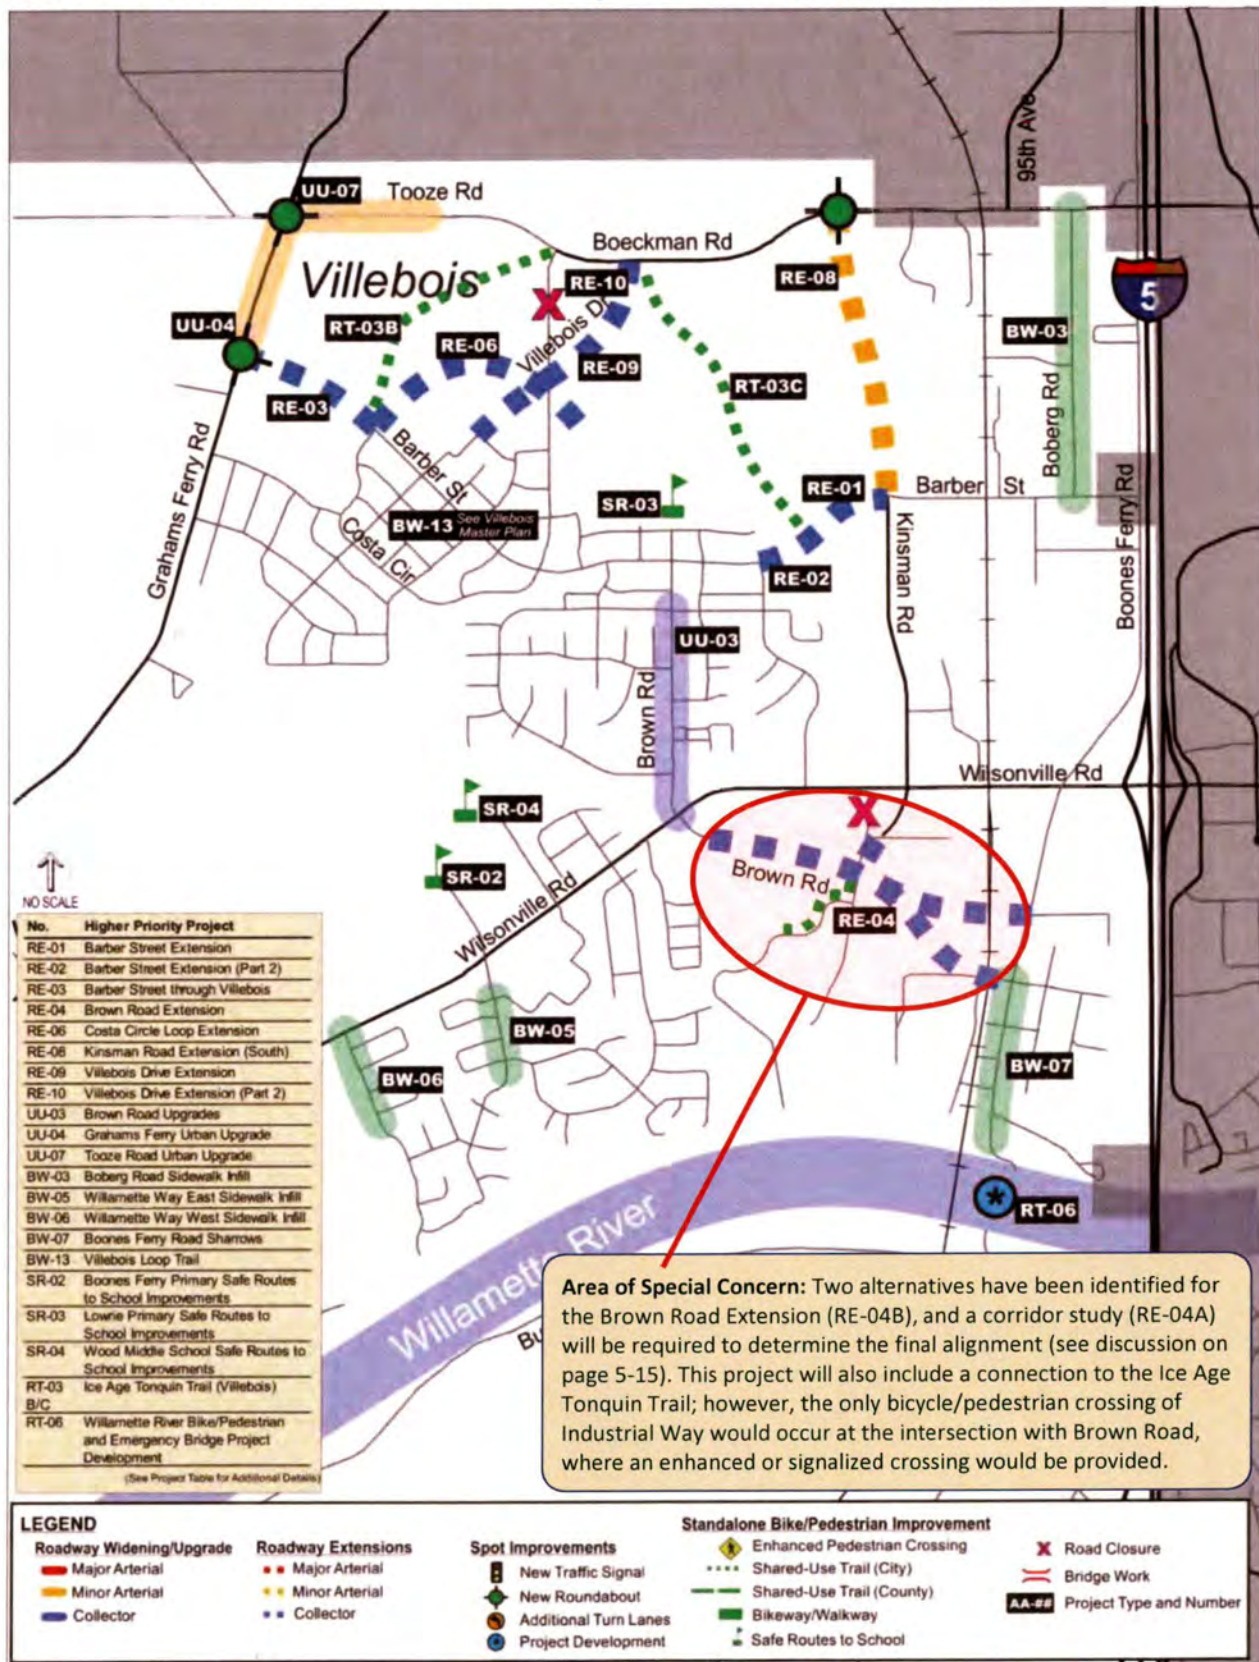 95th Ave
UU-07
Tooze Rd
Boeckman Rd
Villebois
RE-10
RE-08
5
UU-04
RT-03B
RE-06
Villebois Dr
BW-03
RE-09
RT-03C
RE-03
Boberg Rd
Grahams Ferry Rd
Barber St
RE-01
Barber St
SR-03
BW-13 See Villebois
Master Plan
Costa Cir
Kinsman Rd
Boones Ferry Rd
RE-02
UU-03
Brown Rd
Wilsonville Rd
SR-04
SR-02
Brown Rd
Wilsonville Rd
RE-04
NO SCALE
BW-05
BW-06
BW-07
RT-06
Willamette River
No. Higher Priority Project
RE-01 Barber Street Extension
RE-02 Barber Street Extension (Part 2)
RE-03 Barber Street through Villebois
RE-04 Brown Road Extension
RE-06 Costa Circle Loop Extension
RE-08 Kinsman Road Extension (South)
RE-09 Villebois Drive Extension
RE-10 Villebois Drive Extension (Part 2)
UU-03 Brown Road Upgrades
UU-04 Grahams Ferry Urban Upgrade
UU-07 Tooze Road Urban Upgrade
BW-03 Boberg Road Sidewalk Infill
BW-05 Willamette Way East Sidewalk Infill
BW-06 Willamette Way West Sidewalk Infill
BW-07 Boones Ferry Road Sharrows
BW-13 Villebois Loop Trail
SR-02 Boones Ferry Primary Safe Routes
to School Improvements
SR-03 Lowrie Primary Safe Routes to
School Improvements
SR-04 Wood Middle School Safe Routes to
School Improvements
RT-03 Ice Age Tonquin Trail (Villebois)
B/C
RT-06 Willamette River Bike/Pedestrian
and Emergency Bridge Project
Development
(See Project Table for Additional Details)
Area of Special Concern: Two alternatives have been identified for
the Brown Road Extension (RE-04B), and a corridor study (RE-04A)
will be required to determine the final alignment (see discussion on
page 5-15). This project will also include a connection to the Ice Age
Tonquin Trail; however, the only bicycle/pedestrian crossing of
Industrial Way would occur at the intersection with Brown Road,
where an enhanced or signalized crossing would be provided.
LEGEND
Roadway Widening/Upgrade
Major Arterial
Minor Arterial
Collector
Roadway Extensions
Major Arterial
Minor Arterial
Collector
Spot Improvements
New Traffic Signal
New Roundabout
Additional Turn Lanes
Project Development
Standalone Bike/Pedestrian Improvement
Enhanced Pedestrian Crossing
Shared-Use Trail (City)
Shared-Use Trail (County)
Bikeway/Walkway
Safe Routes to School
X Road Closure
Bridge Work
AA-## Project Type and Number